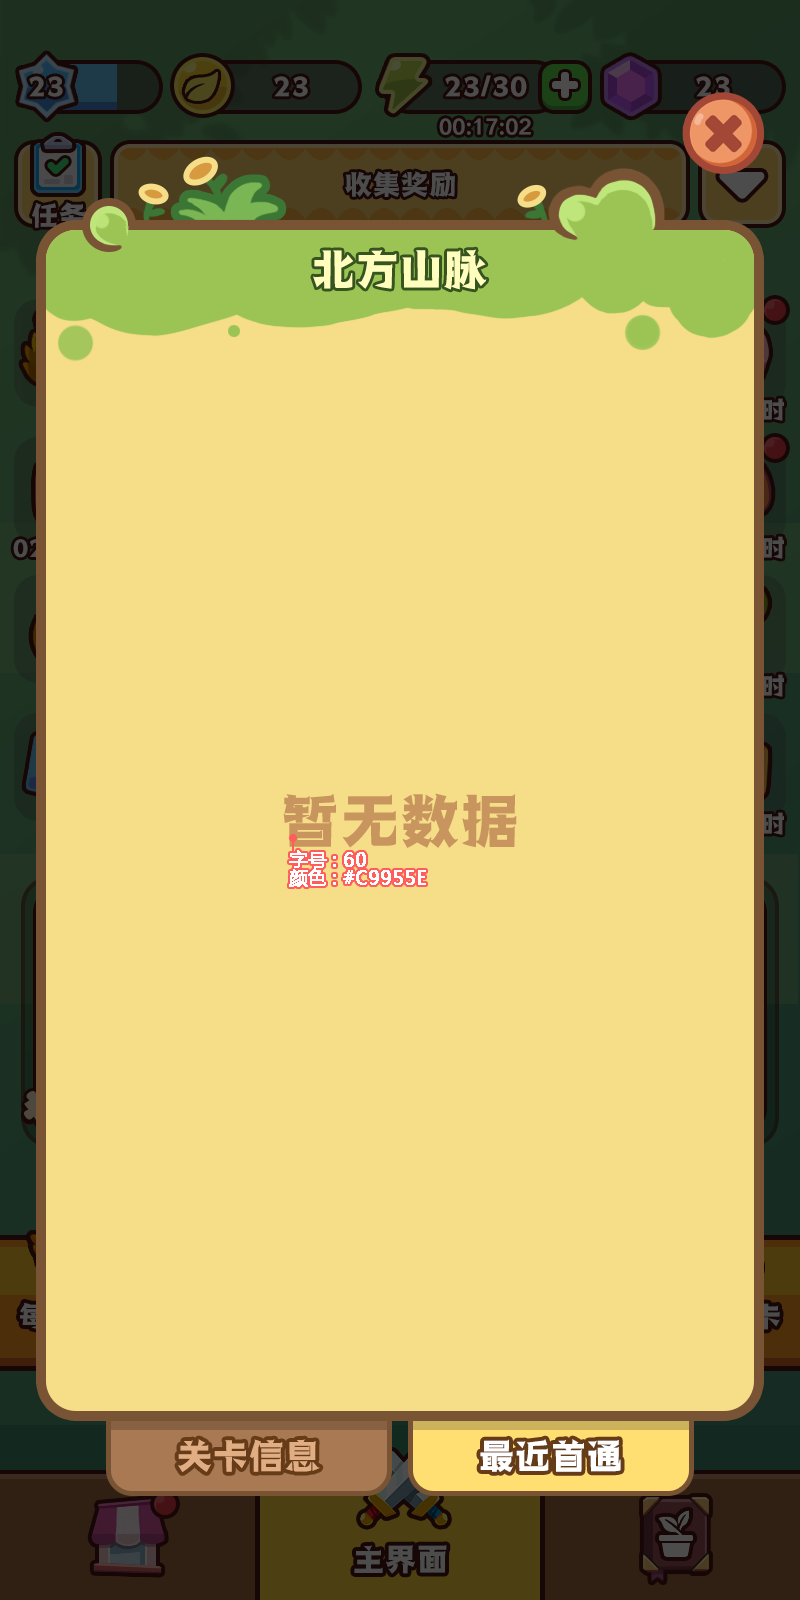 23
23
23/30
23
00:17:02
任务
收集奖励
北方山脉
时
02
时
时
时
暂无数据
字号：60
颜色：#C9955E
每
卡
关卡信息
最近首通
主界面